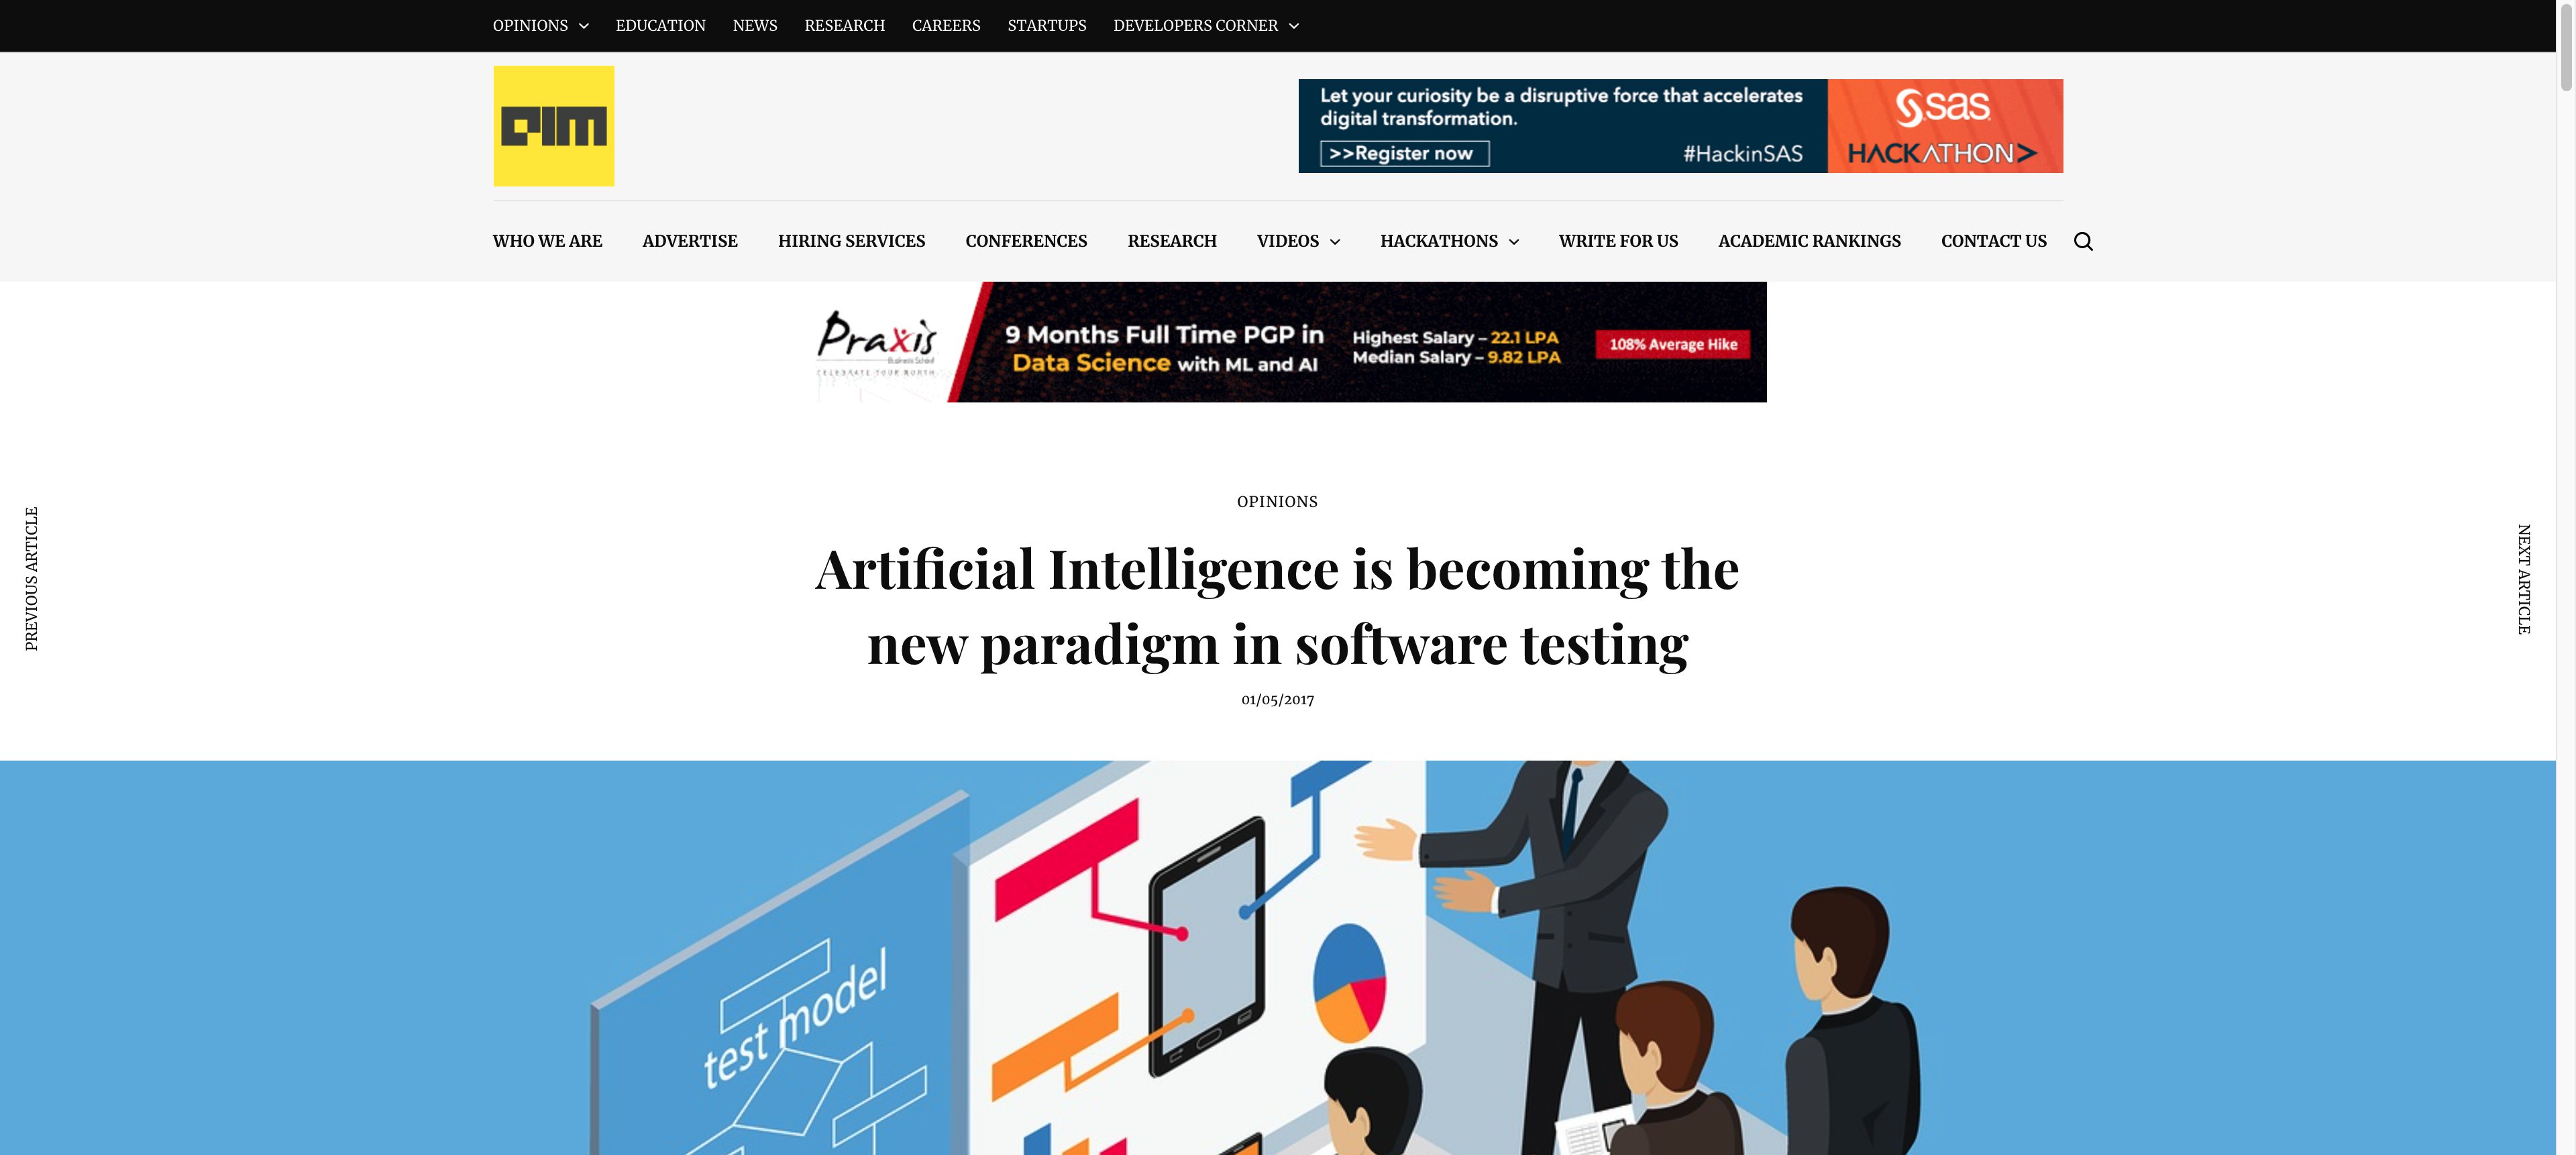 OPINIONS EDUCATION NEWS RESEARCH CAREERS STARTUPS DEVELOPERS CORNER
aim
Let your curiosity be a disruptive force that accelerates
digital transformation.
>>Register now #HackinSAS
sas
HACKATHON>
WHO WE ARE ADVERTISE HIRING SERVICES CONFERENCES RESEARCH VIDEOS HACKATHONS WRITE FOR US ACADEMIC RANKINGS CONTACT US
Praxis
Business School
CELEBRATE YOUR WORTH
9 Months Full Time PGP in
Data Science with ML and AI
Highest Salary – 22.1 LPA
Median Salary – 9.82 LPA
108% Average Hike
PREVIOUS ARTICLE
OPINIONS
Artificial Intelligence is becoming the
new paradigm in software testing
01/05/2017
NEXT ARTICLE
test model